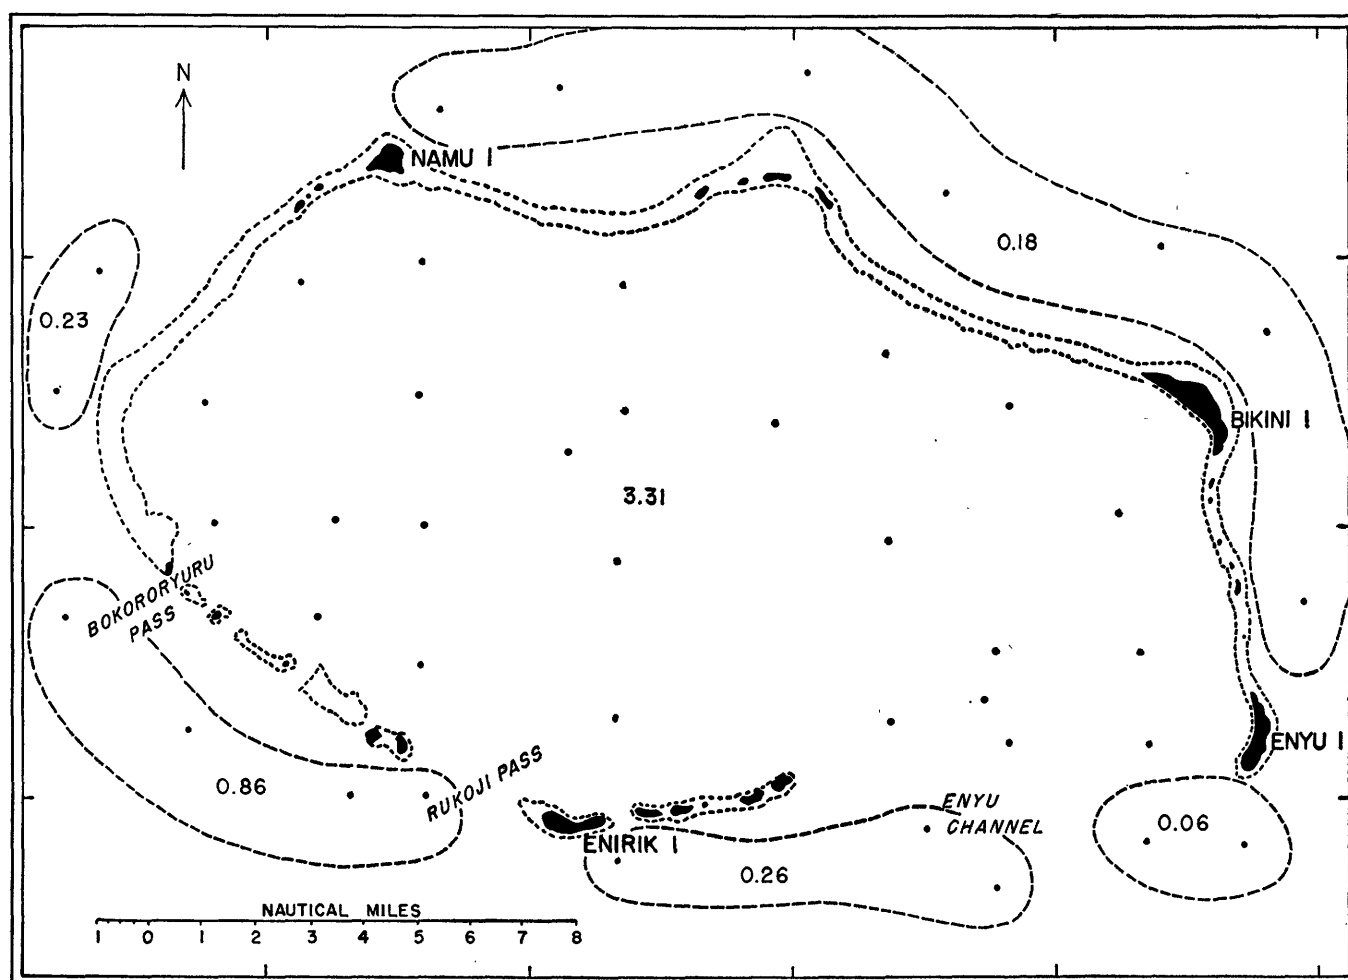 N
NAMU I
0.18
0.23
BIKINI I
3.31
BOKORORYURU
PASS
ENYU I
0.86
RUKOJI PASS
ENYU
CHANNEL
0.06
ENIRIK I
0.26
NAUTICAL MILES
1 0 1 2 3 4 5 6 7 8